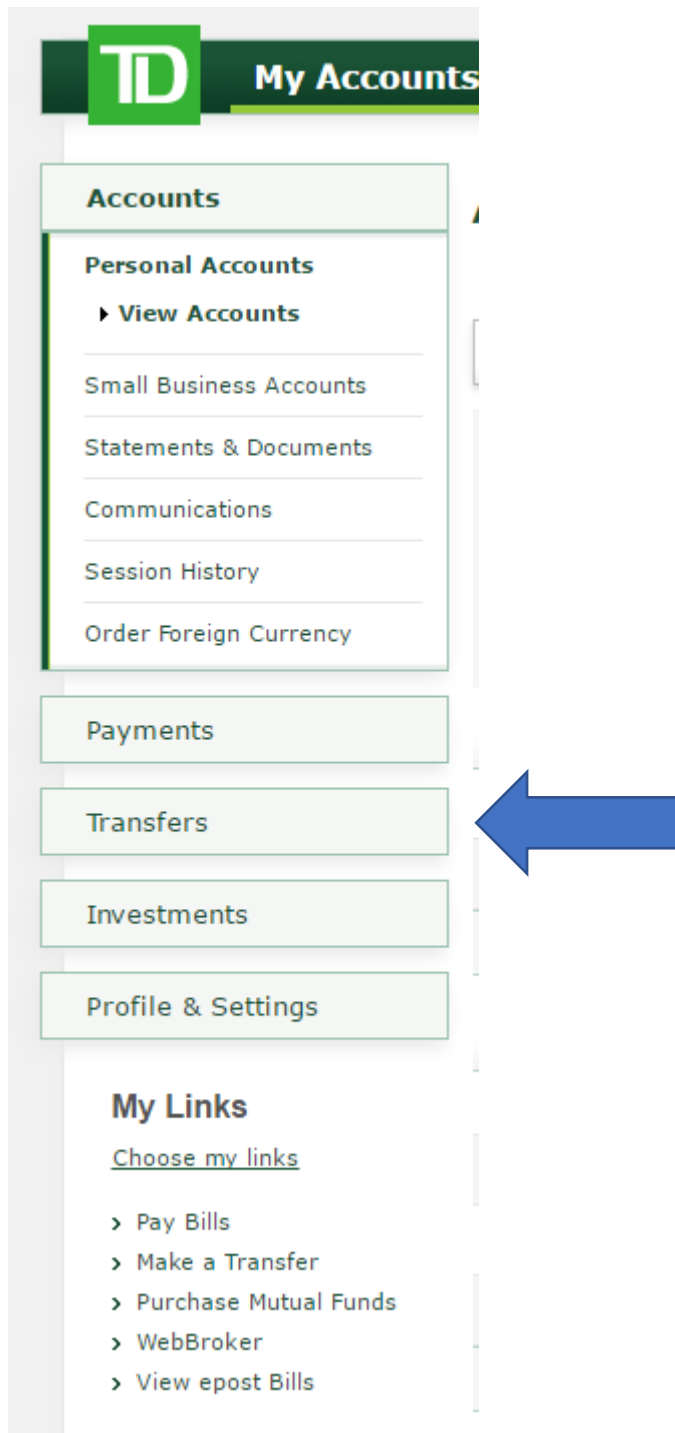 TD
My Accounts
Accounts
Personal Accounts
View Accounts
Small Business Accounts
Statements & Documents
Communications
Session History
Order Foreign Currency
Payments
Transfers
Investments
Profile & Settings
My Links
Choose my links
Pay Bills
Make a Transfer
Purchase Mutual Funds
WebBroker
View epost Bills